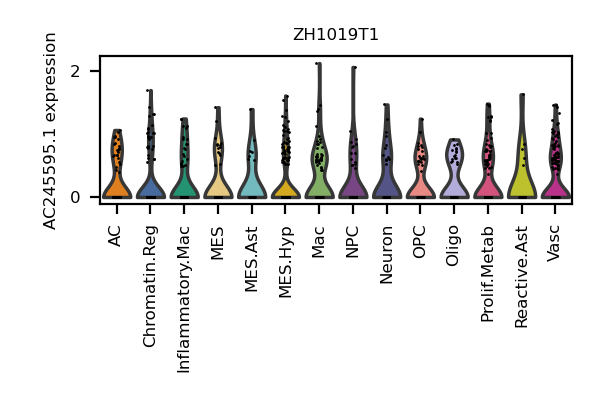 ZH1019T1
AC245595.1 expression
2
0
AC
Chromatin.Reg
Inflammatory.Mac
MES
MES.Ast
MES.Hyp
Mac
NPC
Neuron
OPC
Oligo
Prolif.Metab
Reactive.Ast
Vasc